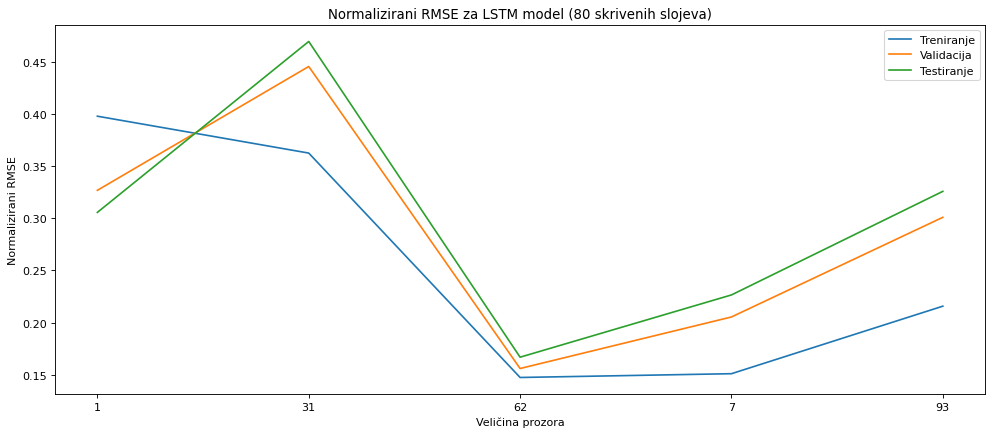 Normalizirani RMSE za LSTM model (80 skrivenih slojeva)
Treniranje
Validacija
Testiranje
Normalizirani RMSE
0.45
0.40
0.35
0.30
0.25
0.20
0.15
1 31 62 7 93
Veličina prozora